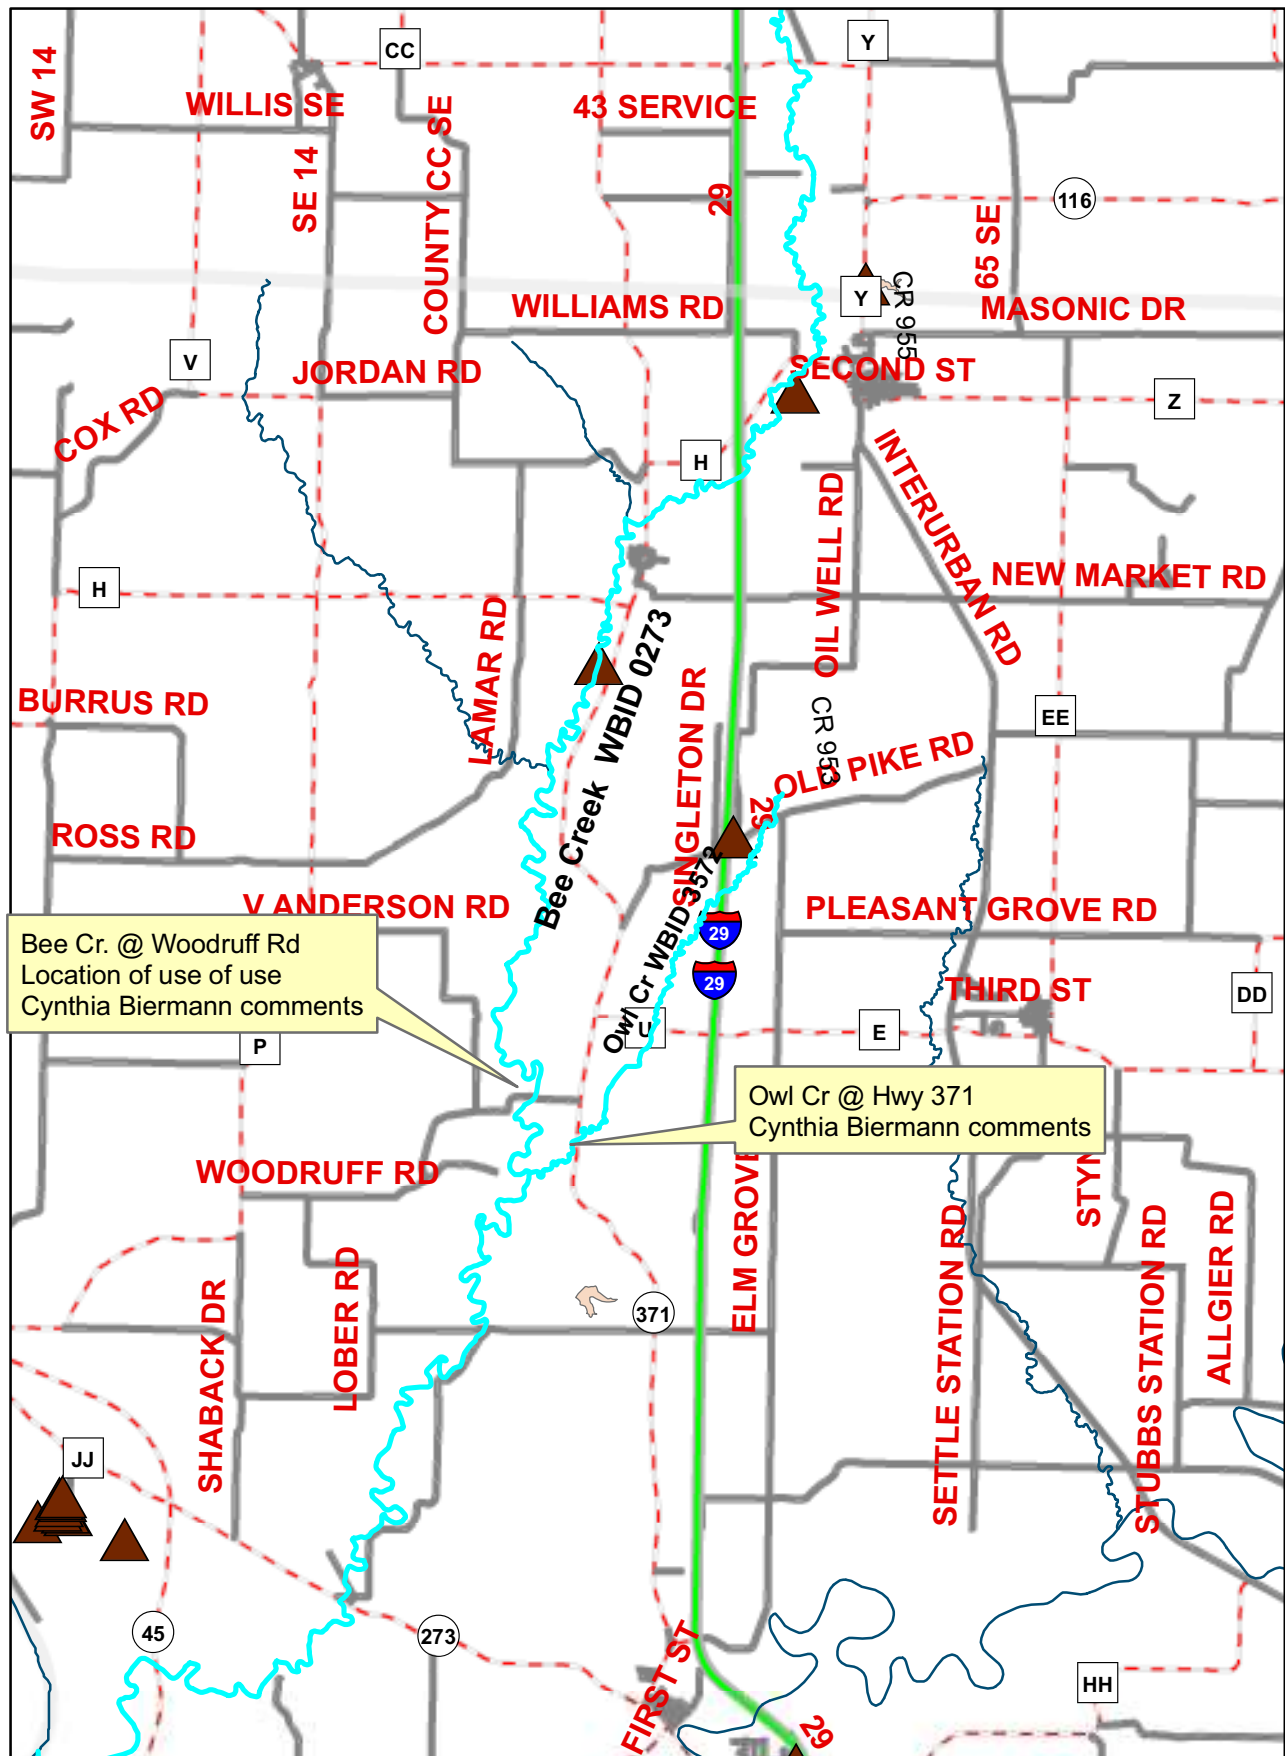 CC
Y
SW 14
WILLIS SE
COUNTY CC SE
43 SERVICE
SE 14
29
116
65 SE
Y
CR 955
WILLIAMS RD
MASONIC DR
V
JORDAN RD
SECOND ST
COX RD
Z
H
INTERURBAN RD
OIL WELL RD
H
NEW MARKET RD
LAMAR RD
Bee Creek WBID 0273
SINGLETON DR
BURRUS RD
CR 953
EE
OLD PIKE RD
29
ROSS RD
Owl Cr WBID 3572
V ANDERSON RD
PLEASANT GROVE RD
29
Bee Cr. @ Woodruff Rd
Location of use of use
Cynthia Biermann comments
29
THIRD ST
DD
U
E
P
Owl Cr @ Hwy 371
Cynthia Biermann comments
WOODRUFF RD
ELM GROVE
STYN
SETTLE STATION RD
STUBBS STATION RD
ALLGIER RD
LOBER RD
SHABACK DR
371
JJ
45
273
FIRST ST
HH
29